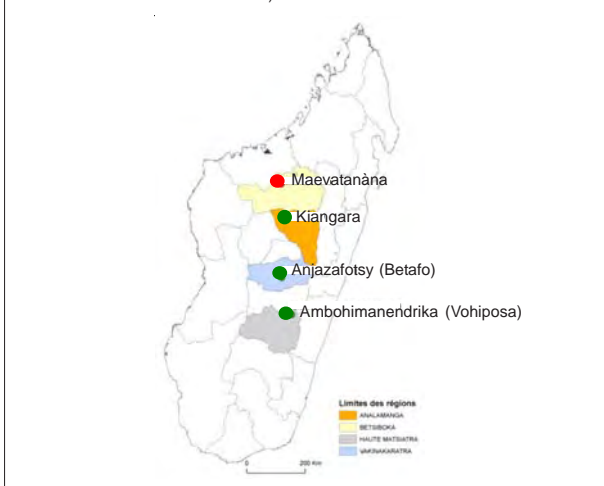 Maevatanàna
Kiangara
Anjazafotsy (Betafo)
Ambohimanendrika (Vohiposa)
Limites des régions
ANALAMANGA
BETSIBOKA
HAUTE MATSIATRA
VAKINAKARATRA
0 200 Km